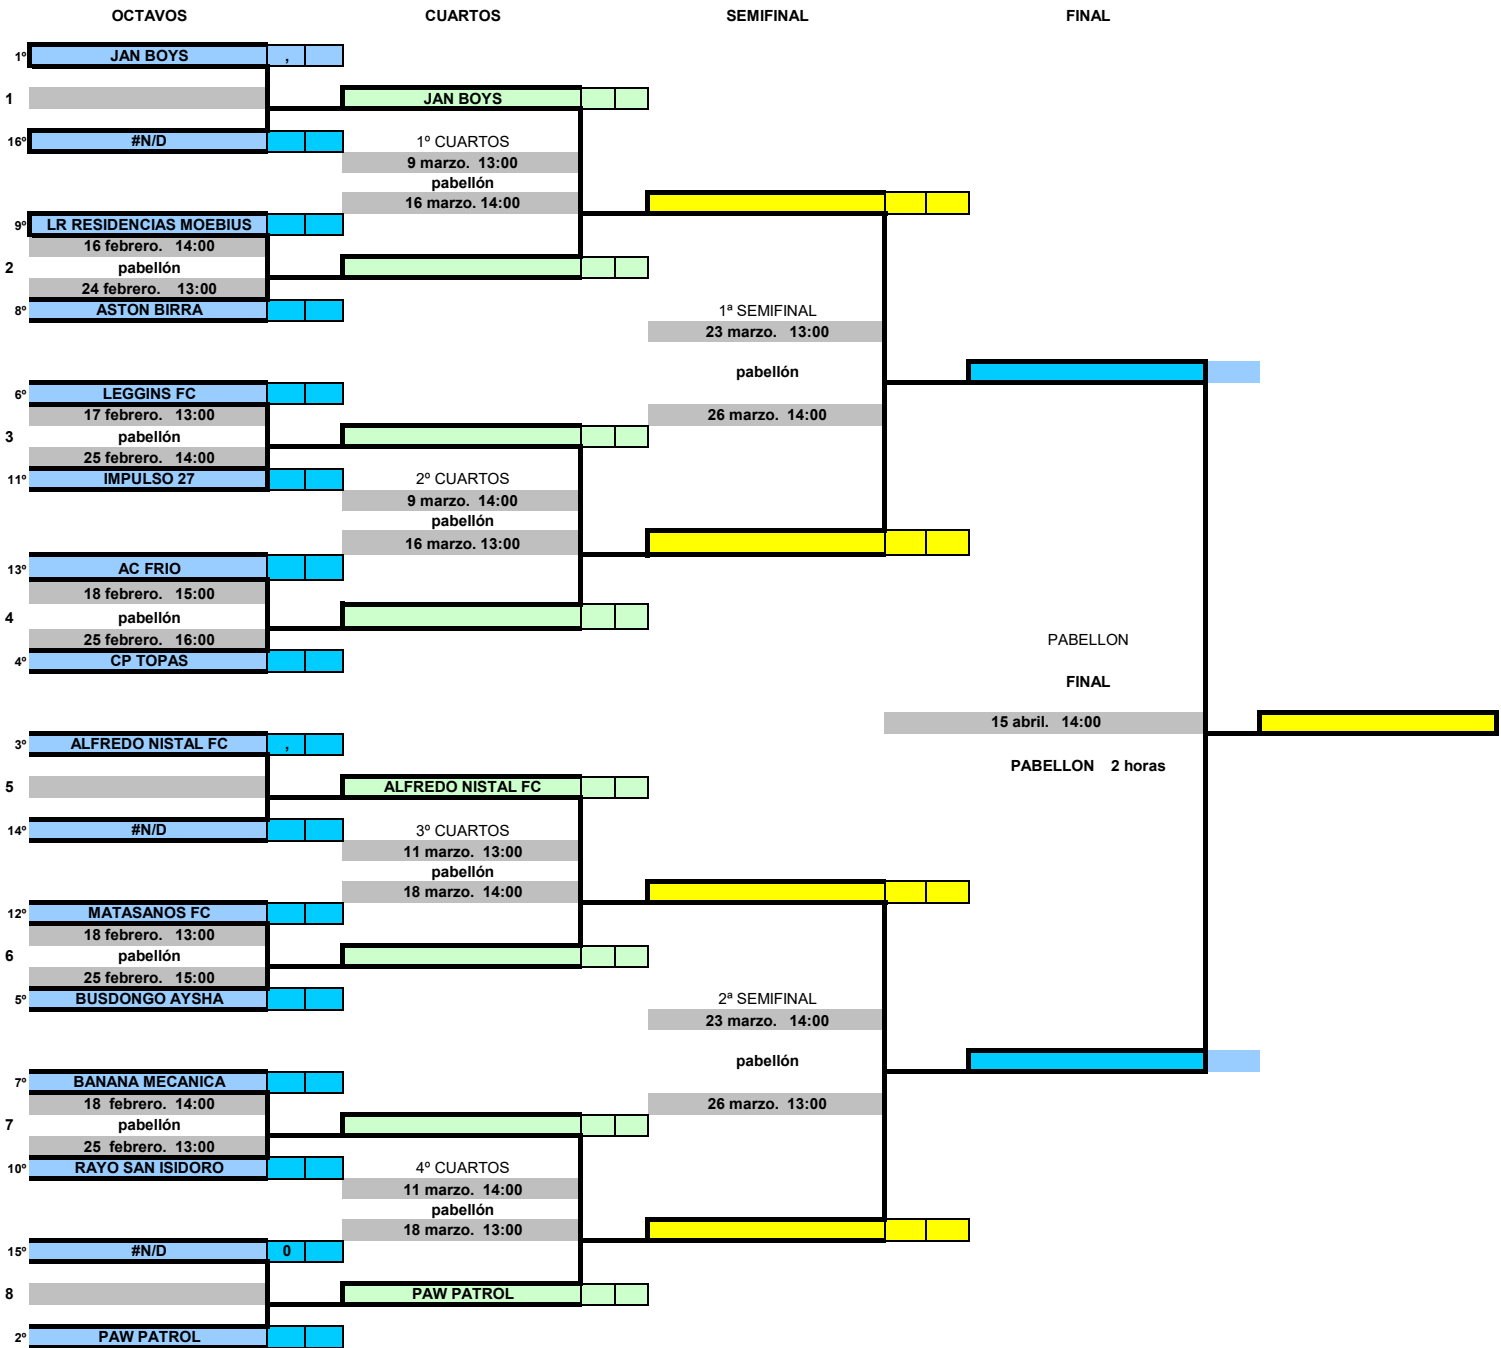 OCTAVOS CUARTOS SEMIFINAL FINAL
1º JAN BOYS ,
1 JAN BOYS
16º #N/D 1º CUARTOS
9 marzo. 13:00
pabellón
16 marzo. 14:00
9º LR RESIDENCIAS MOEBIUS
16 febrero. 14:00
2 pabellón
24 febrero. 13:00
8º ASTON BIRRA 1ª SEMIFINAL
23 marzo. 13:00
pabellón
6º LEGGINS FC
17 febrero. 13:00 26 marzo. 14:00
3 pabellón
25 febrero. 14:00
11º IMPULSO 27 2º CUARTOS
9 marzo. 14:00
pabellón
16 marzo. 13:00
13º AC FRIO
18 febrero. 15:00
4 pabellón
25 febrero. 16:00 PABELLON
4º CP TOPAS
FINAL
15 abril. 14:00
3º ALFREDO NISTAL FC ,
PABELLON 2 horas
5 ALFREDO NISTAL FC
14º #N/D 3º CUARTOS
11 marzo. 13:00
pabellón
18 marzo. 14:00
12º MATASANOS FC
18 febrero. 13:00
6 pabellón
25 febrero. 15:00
5º BUSDONGO AYSHA 2ª SEMIFINAL
23 marzo. 14:00
pabellón
7º BANANA MECANICA
18 febrero. 14:00 26 marzo. 13:00
7 pabellón
25 febrero. 13:00
10º RAYO SAN ISIDORO 4º CUARTOS
11 marzo. 14:00
pabellón
18 marzo. 13:00
15º #N/D 0
8 PAW PATROL
2º PAW PATROL